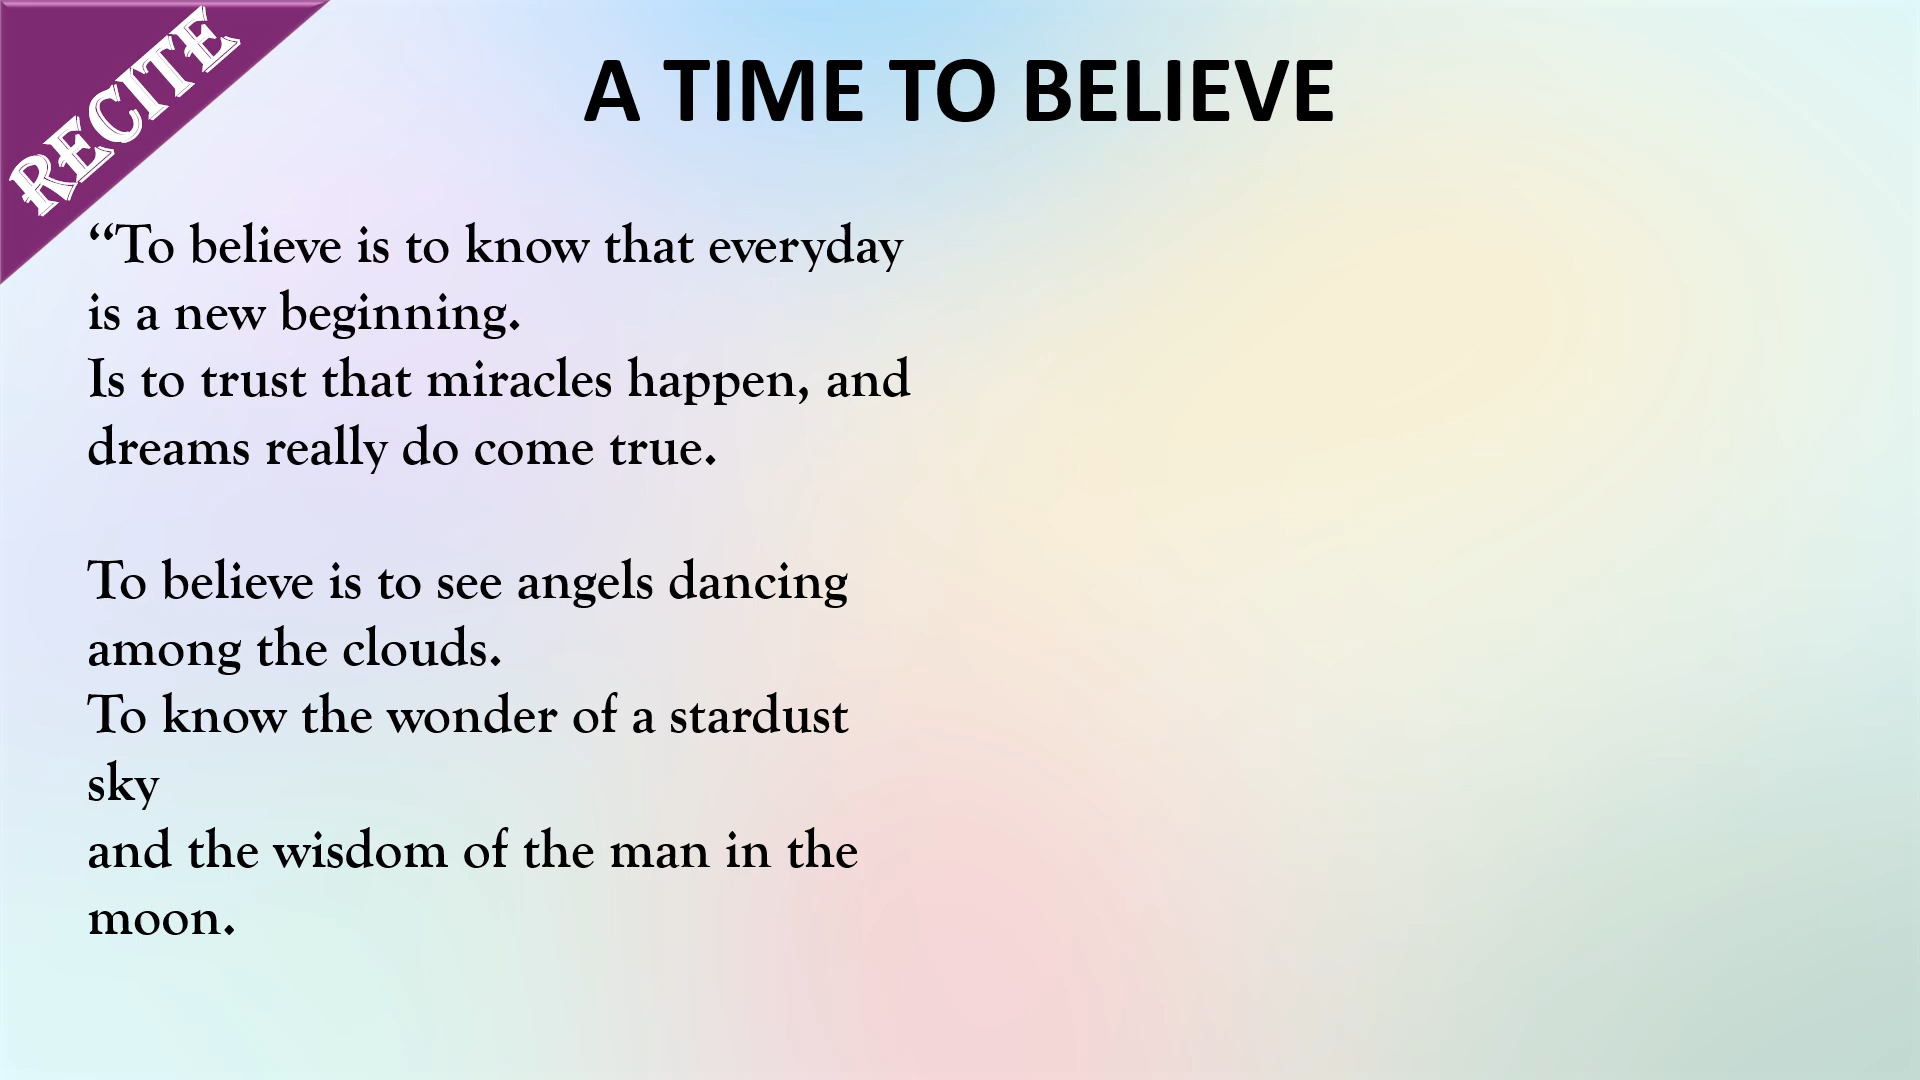 RECITE
A TIME TO BELIEVE
“To believe is to know that everyday
is a new beginning.
Is to trust that miracles happen, and
dreams really do come true.
To believe is to see angels dancing
among the clouds.
To know the wonder of a stardust
sky
and the wisdom of the man in the
moon.